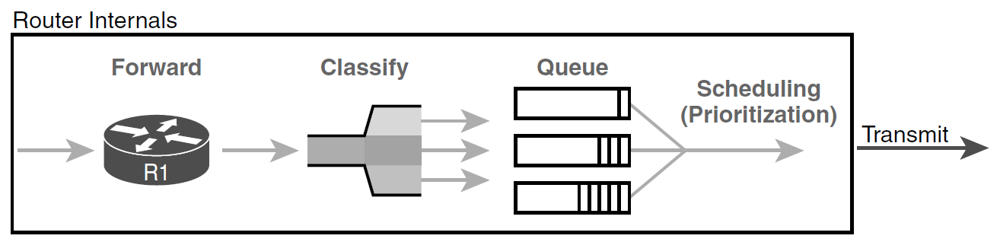 Router Internals
Forward
Classify
Queue
Scheduling
(Prioritization)
Transmit
R1